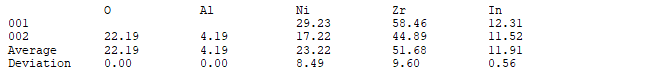 O Al Ni Zr In
001 29.23 58.46 12.31
002 22.19 4.19 17.22 44.89 11.52
Average 22.19 4.19 23.22 51.68 11.91
Deviation 0.00 0.00 8.49 9.60 0.56